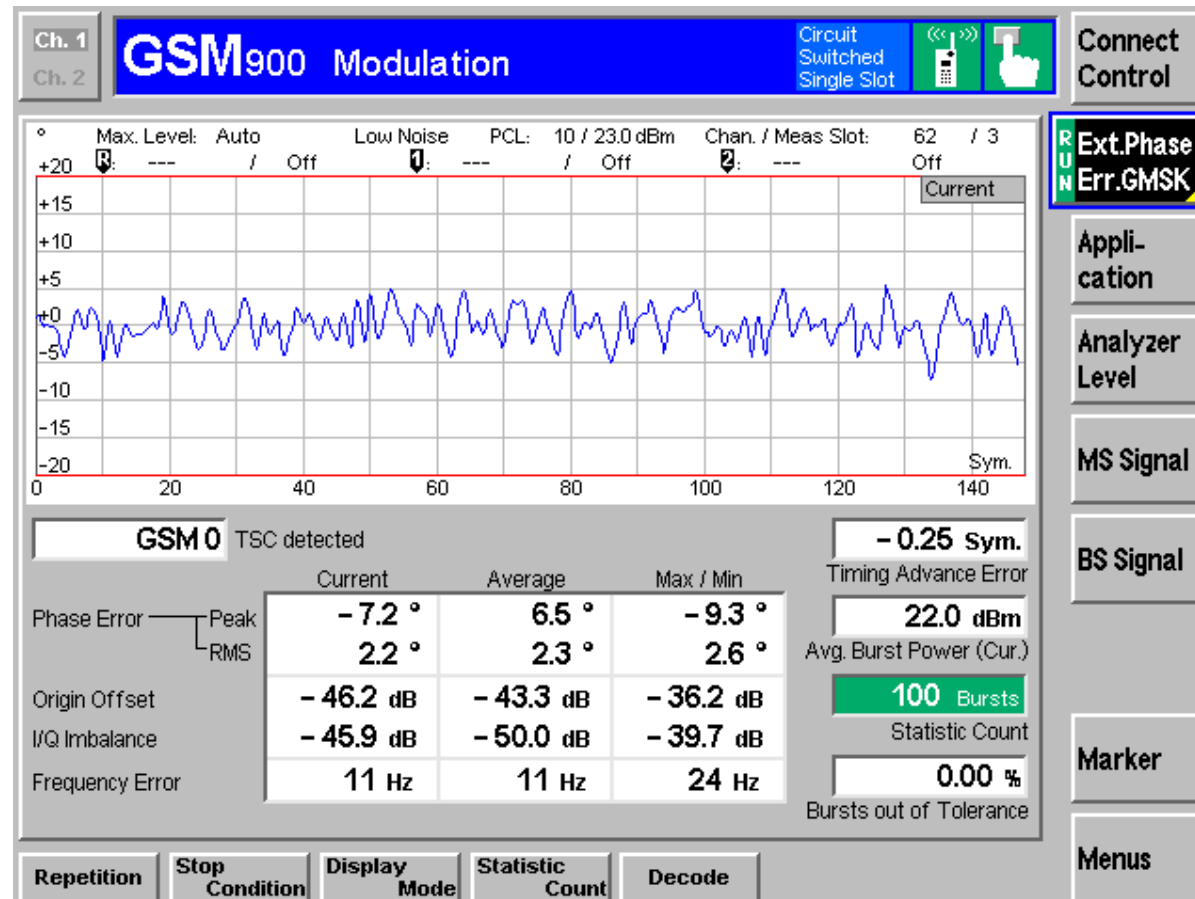 Ch. 1
Ch. 2
GSM900 Modulation
Circuit
Switched
Single Slot
Connect
Control
° Max. Level: Auto Low Noise PCL: 10 / 23.0 dBm Chan. / Meas Slot: 62 / 3
R: --- / Off 1: --- / Off 2: --- Off
Current
+20
+15
+10
+5
+0
-5
-10
-15
-20
Sym.
0 20 40 60 80 100 120 140
RUN
Ext.Phase
Err.GMSK
Appli-
cation
Analyzer
Level
MS Signal
BS Signal
Marker
Menus
GSM 0 TSC detected
Current Average Max / Min
Phase Error Peak - 7.2 ° 6.5 ° - 9.3 °
RMS 2.2 ° 2.3 ° 2.6 °
Origin Offset - 46.2 dB - 43.3 dB - 36.2 dB
I/Q Imbalance - 45.9 dB - 50.0 dB - 39.7 dB
Frequency Error 11 Hz 11 Hz 24 Hz
- 0.25 Sym.
Timing Advance Error
22.0 dBm
Avg. Burst Power (Cur.)
100 Bursts
Statistic Count
0.00 %
Bursts out of Tolerance
Repetition
Stop
Condition
Display
Mode
Statistic
Count
Decode